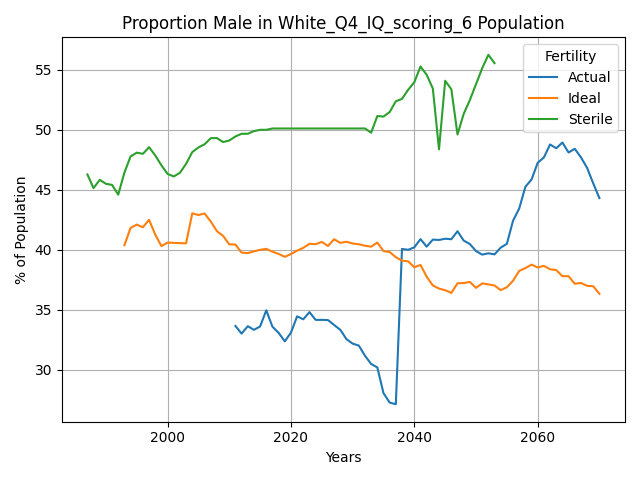 Proportion Male in White_Q4_IQ_scoring_6 Population
Fertility
Actual
Ideal
Sterile
% of Population
55
50
45
40
35
30
2000
2020
2040
2060
Years